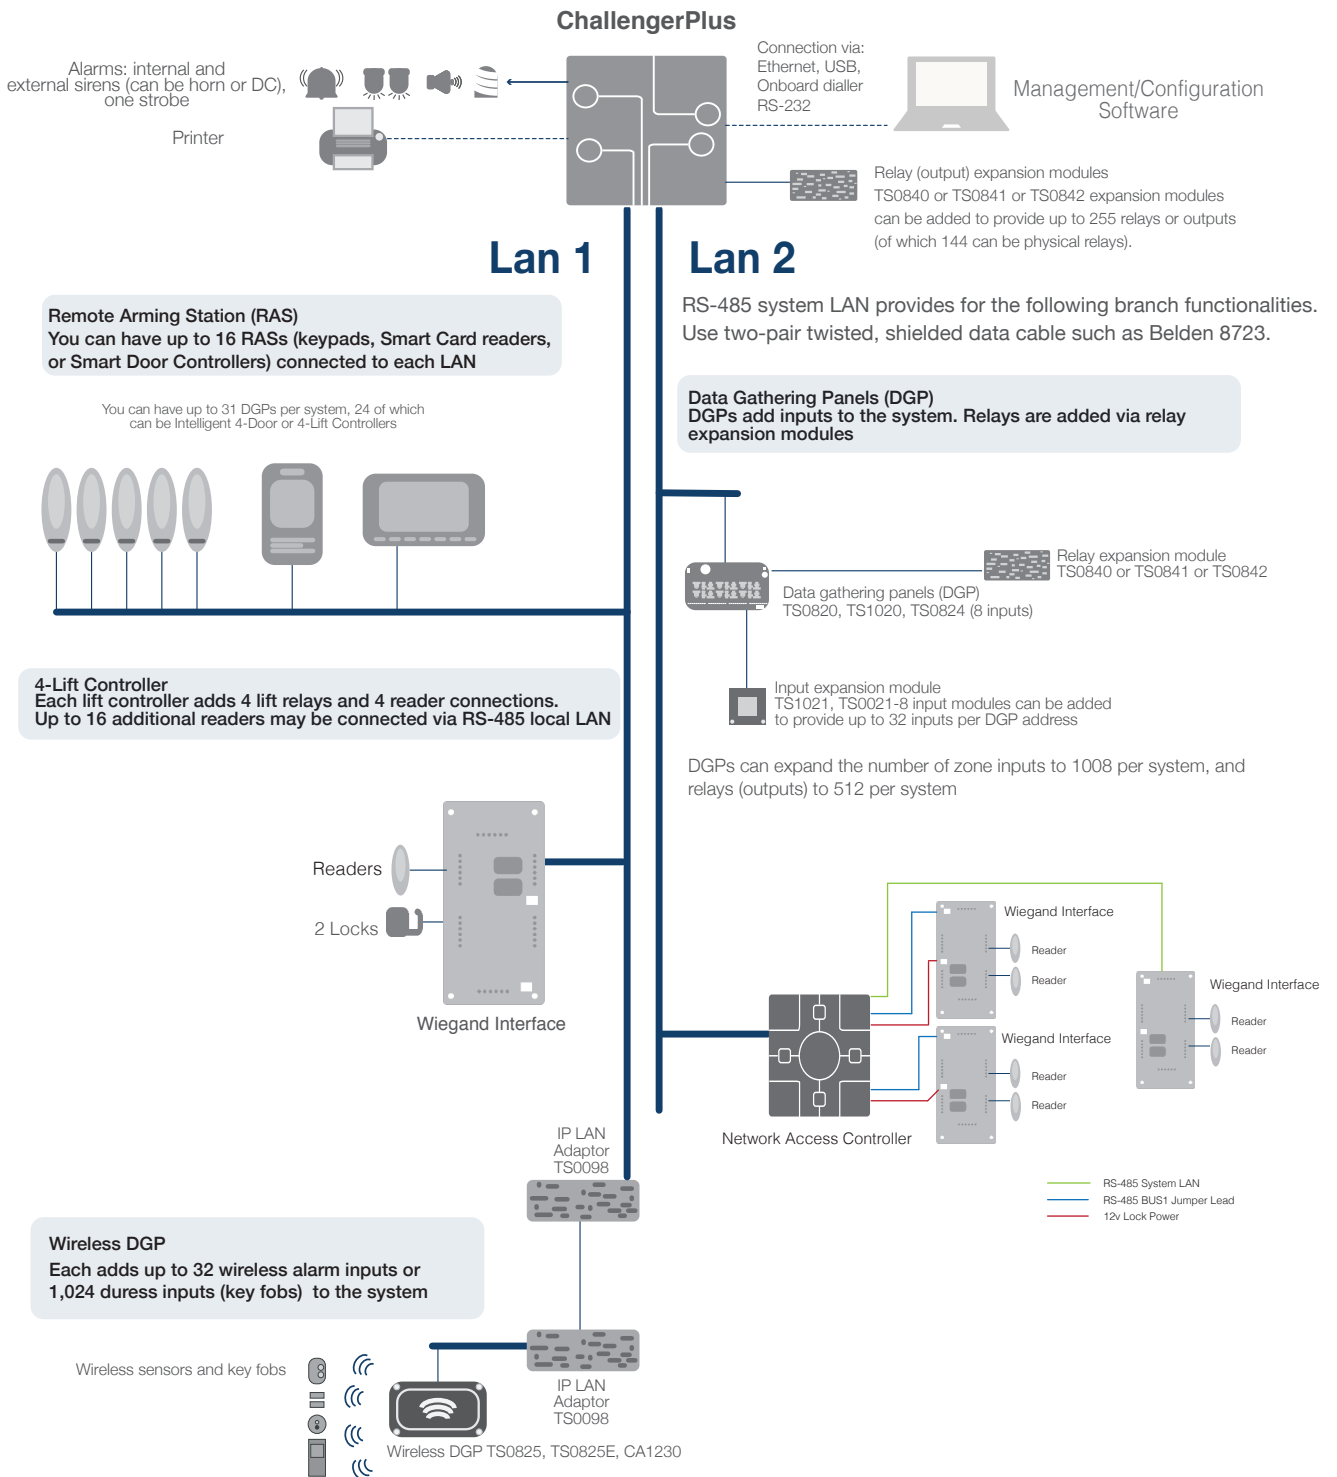 ChallengerPlus
Alarms: internal and
external sirens (can be horn or DC),
one strobe
Printer
Connection via:
Ethernet, USB,
Onboard dialler
RS-232
Management/Configuration
Software
Relay (output) expansion modules
TS0840 or TS0841 or TS0842 expansion modules
can be added to provide up to 255 relays or outputs
(of which 144 can be physical relays).
Lan 1
Lan 2
RS-485 system LAN provides for the following branch functionalities.
Use two-pair twisted, shielded data cable such as Belden 8723.
Remote Arming Station (RAS)
You can have up to 16 RASs (keypads, Smart Card readers,
or Smart Door Controllers) connected to each LAN
You can have up to 31 DGPs per system, 24 of which
can be Intelligent 4-Door or 4-Lift Controllers
Data Gathering Panels (DGP)
DGPs add inputs to the system. Relays are added via relay
expansion modules
Relay expansion module
TS0840 or TS0841 or TS0842
Data gathering panels (DGP)
TS0820, TS1020, TS0824 (8 inputs)
Input expansion module
TS1021, TS0021-8 input modules can be added
to provide up to 32 inputs per DGP address
DGPs can expand the number of zone inputs to 1008 per system, and
relays (outputs) to 512 per system
4-Lift Controller
Each lift controller adds 4 lift relays and 4 reader connections.
Up to 16 additional readers may be connected via RS-485 local LAN
Readers
2 Locks
Wiegand Interface
Wiegand Interface
Reader
Reader
Wiegand Interface
Reader
Reader
Wiegand Interface
Reader
Reader
Network Access Controller
RS-485 System LAN
RS-485 BUS1 Jumper Lead
12v Lock Power
IP LAN
Adaptor
TS0098
Wireless DGP
Each adds up to 32 wireless alarm inputs or
1,024 duress inputs (key fobs) to the system
Wireless sensors and key fobs
IP LAN
Adaptor
TS0098
Wireless DGP TS0825, TS0825E, CA1230